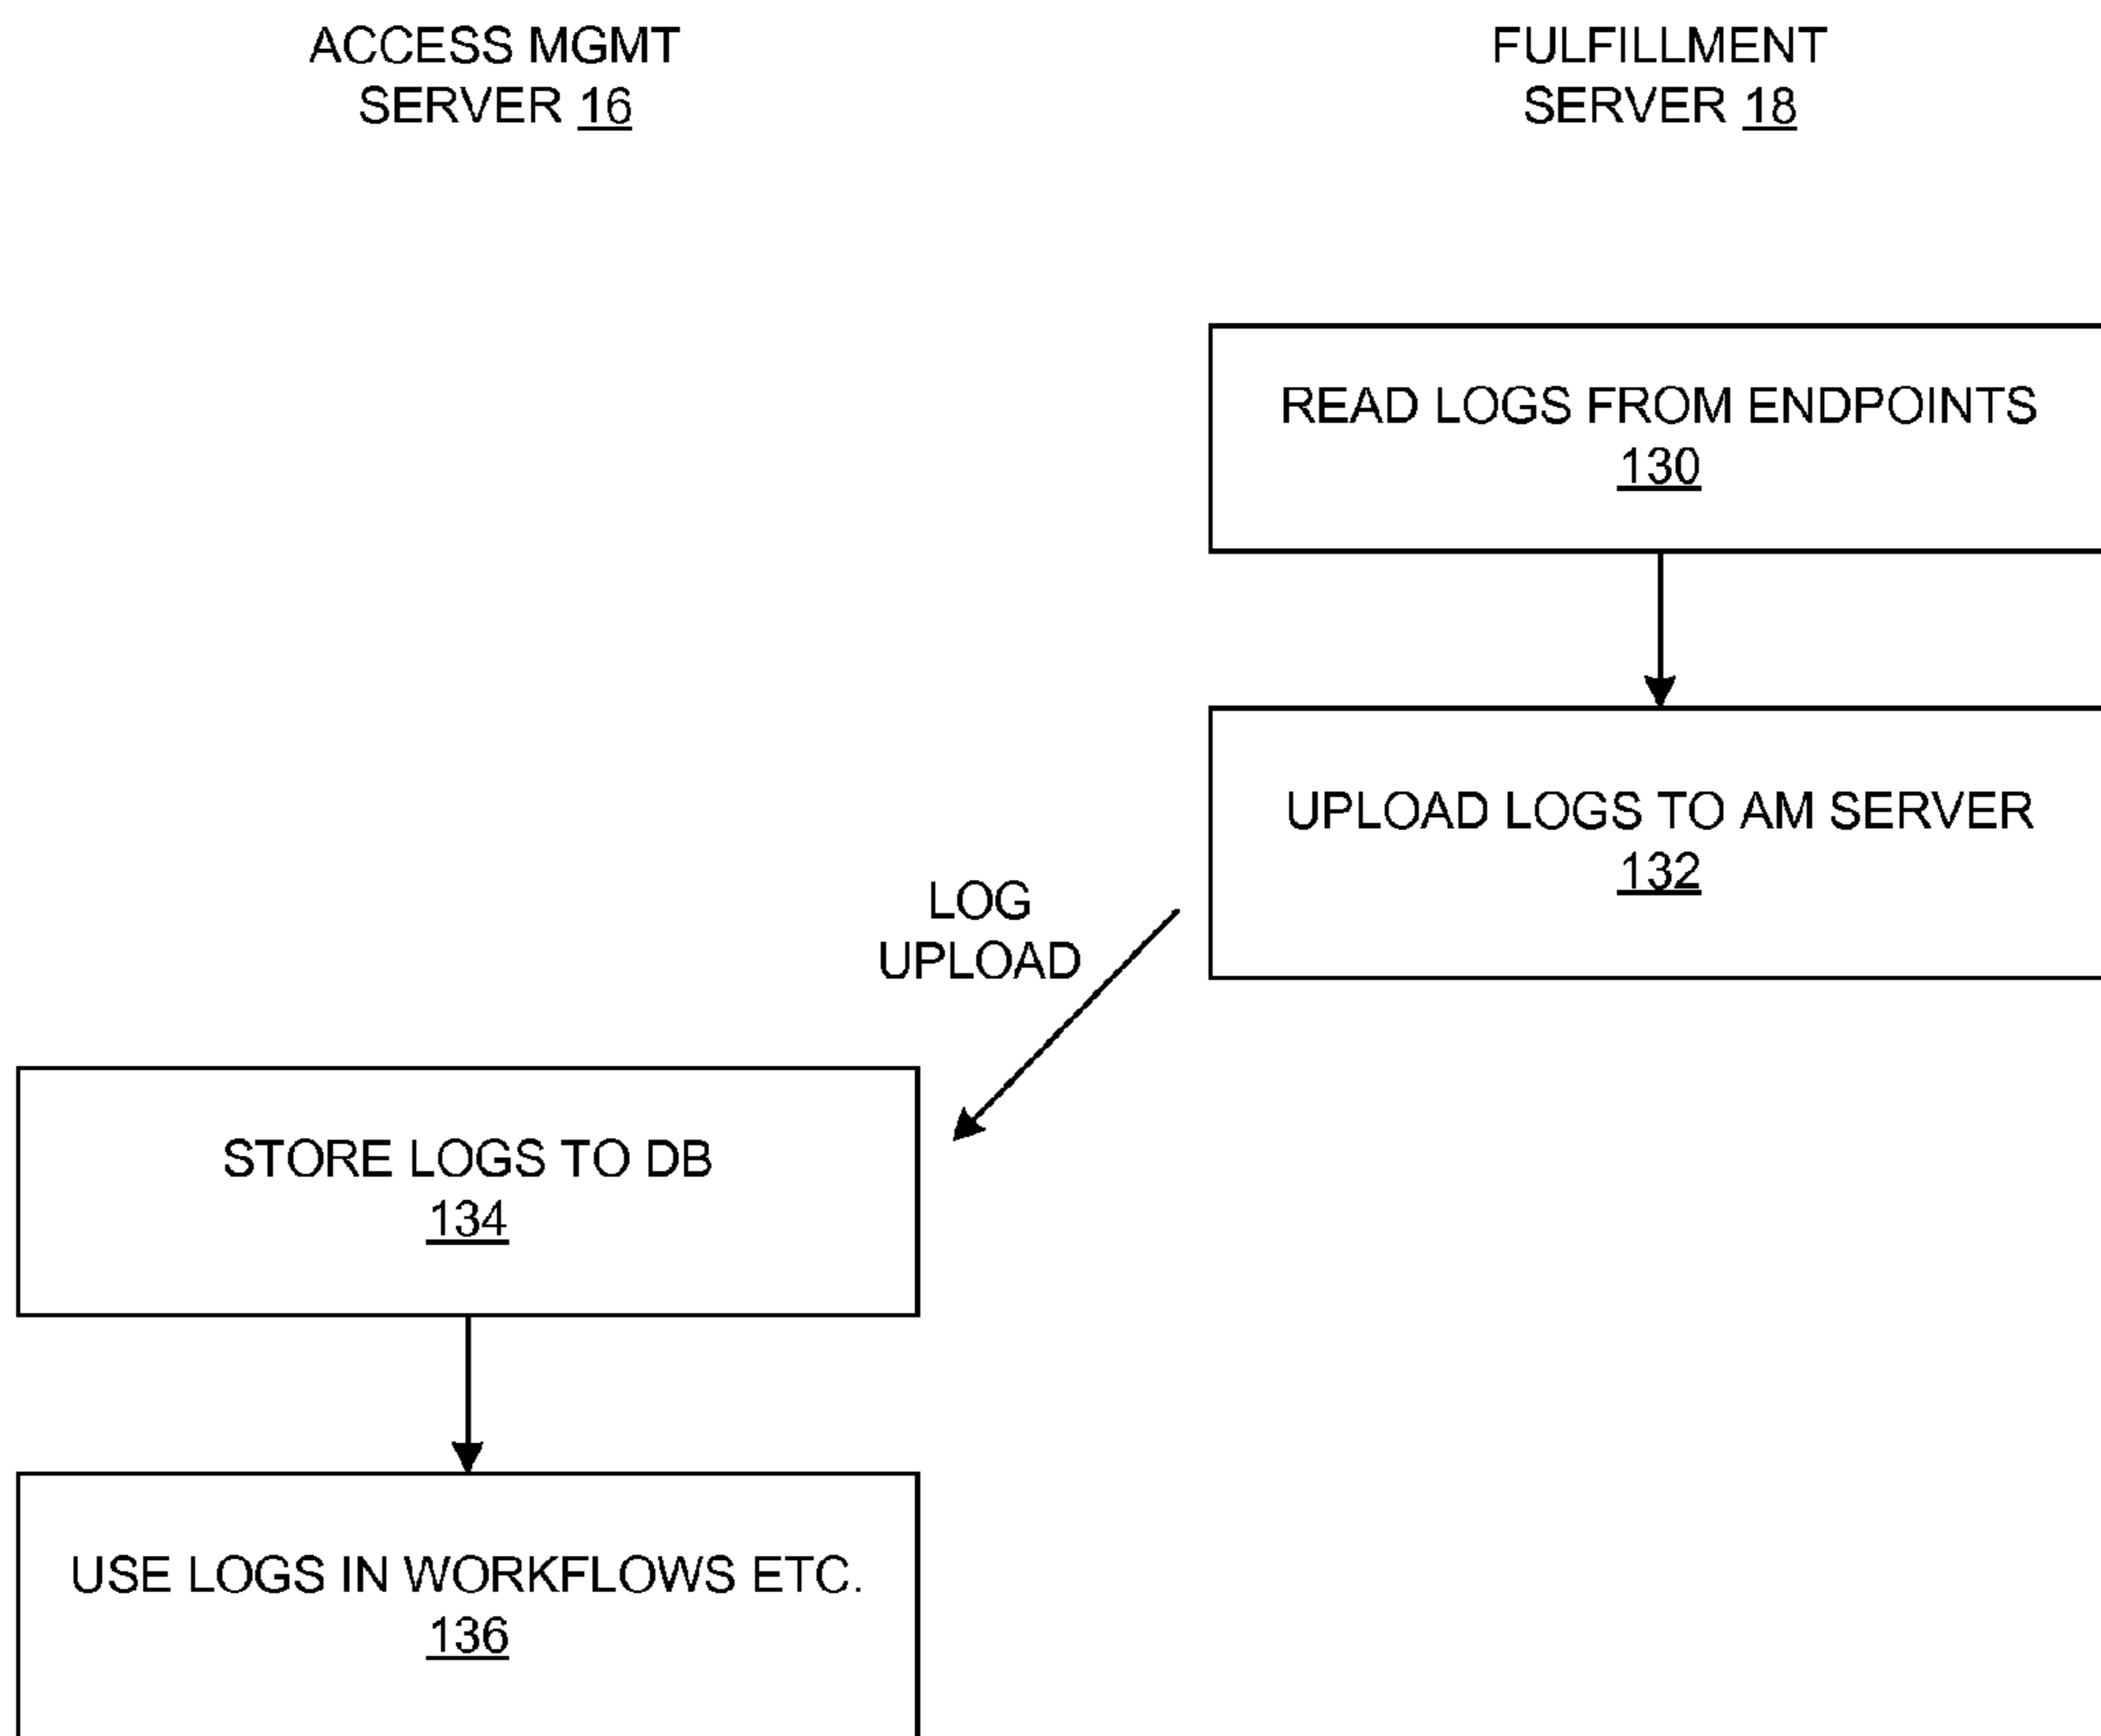 ACCESS MGMT
SERVER 16
FULFILLMENT
SERVER 18
READ LOGS FROM ENDPOINTS
130
UPLOAD LOGS TO AM SERVER
132
LOG
UPLOAD
STORE LOGS TO DB
134
USE LOGS IN WORKFLOWS ETC.
136